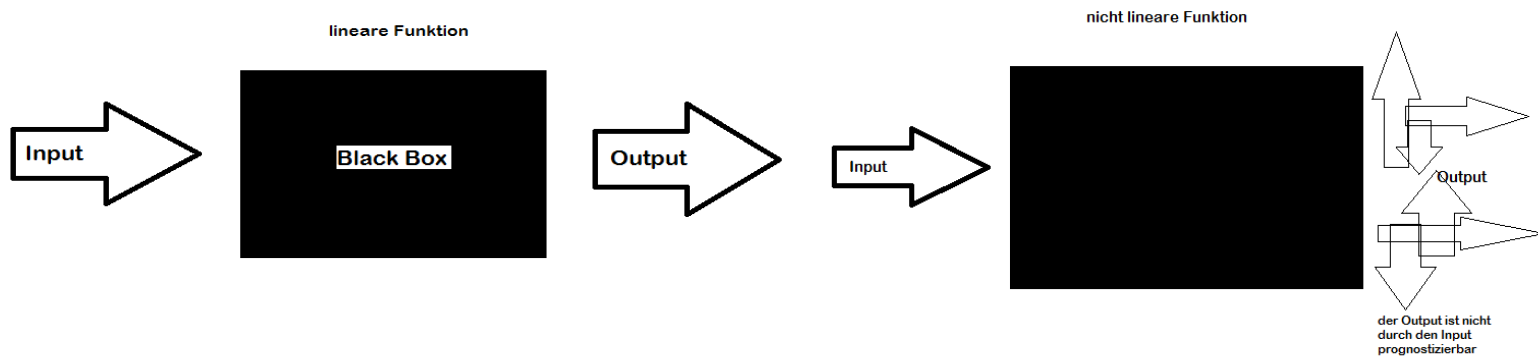 lineare Funktion
Input
Black Box
Output
nicht lineare Funktion
Input
Output
der Output ist nicht
durch den Input
prognostizierbar